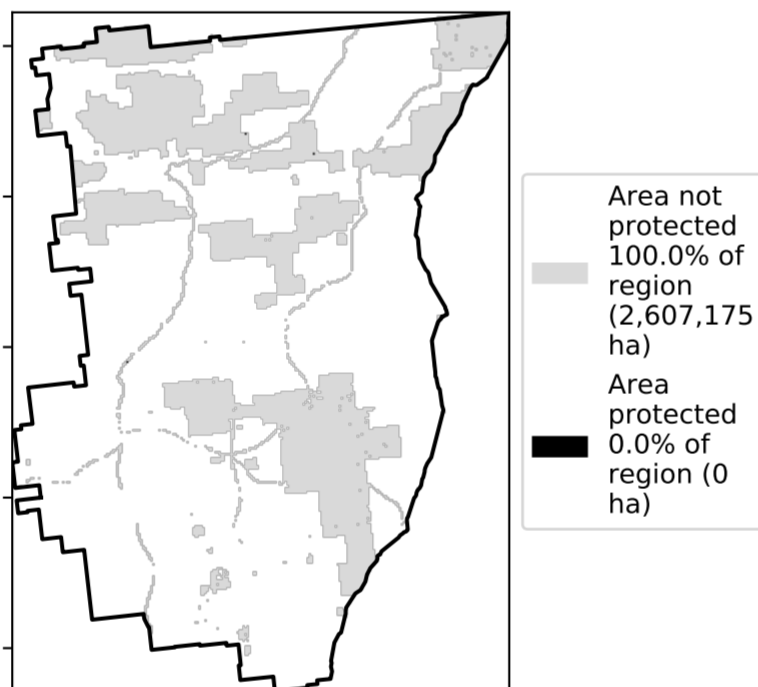 Area not
protected
100.0% of
region
(2,607,175
ha)
Area
protected
0.0% of
region (0
ha)